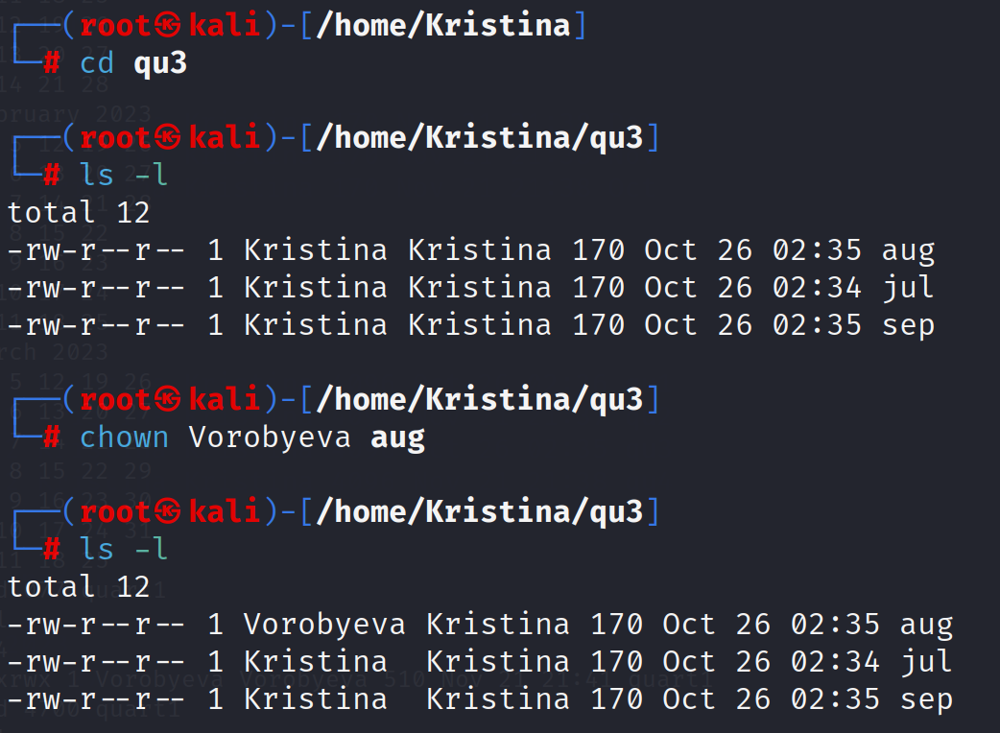 ┌──(root㉿kali)-[/home/Kristina]
└─# cd qu3
┌──(root㉿kali)-[/home/Kristina/qu3]
└─# ls -l
total 12
-rw-r--r-- 1 Kristina Kristina 170 Oct 26 02:35 aug
-rw-r--r-- 1 Kristina Kristina 170 Oct 26 02:34 jul
-rw-r--r-- 1 Kristina Kristina 170 Oct 26 02:35 sep
┌──(root㉿kali)-[/home/Kristina/qu3]
└─# chown Vorobyeva aug
┌──(root㉿kali)-[/home/Kristina/qu3]
└─# ls -l
total 12
-rw-r--r-- 1 Vorobyeva Kristina 170 Oct 26 02:35 aug
-rw-r--r-- 1 Kristina  Kristina 170 Oct 26 02:34 jul
-rw-r--r-- 1 Kristina  Kristina 170 Oct 26 02:35 sep